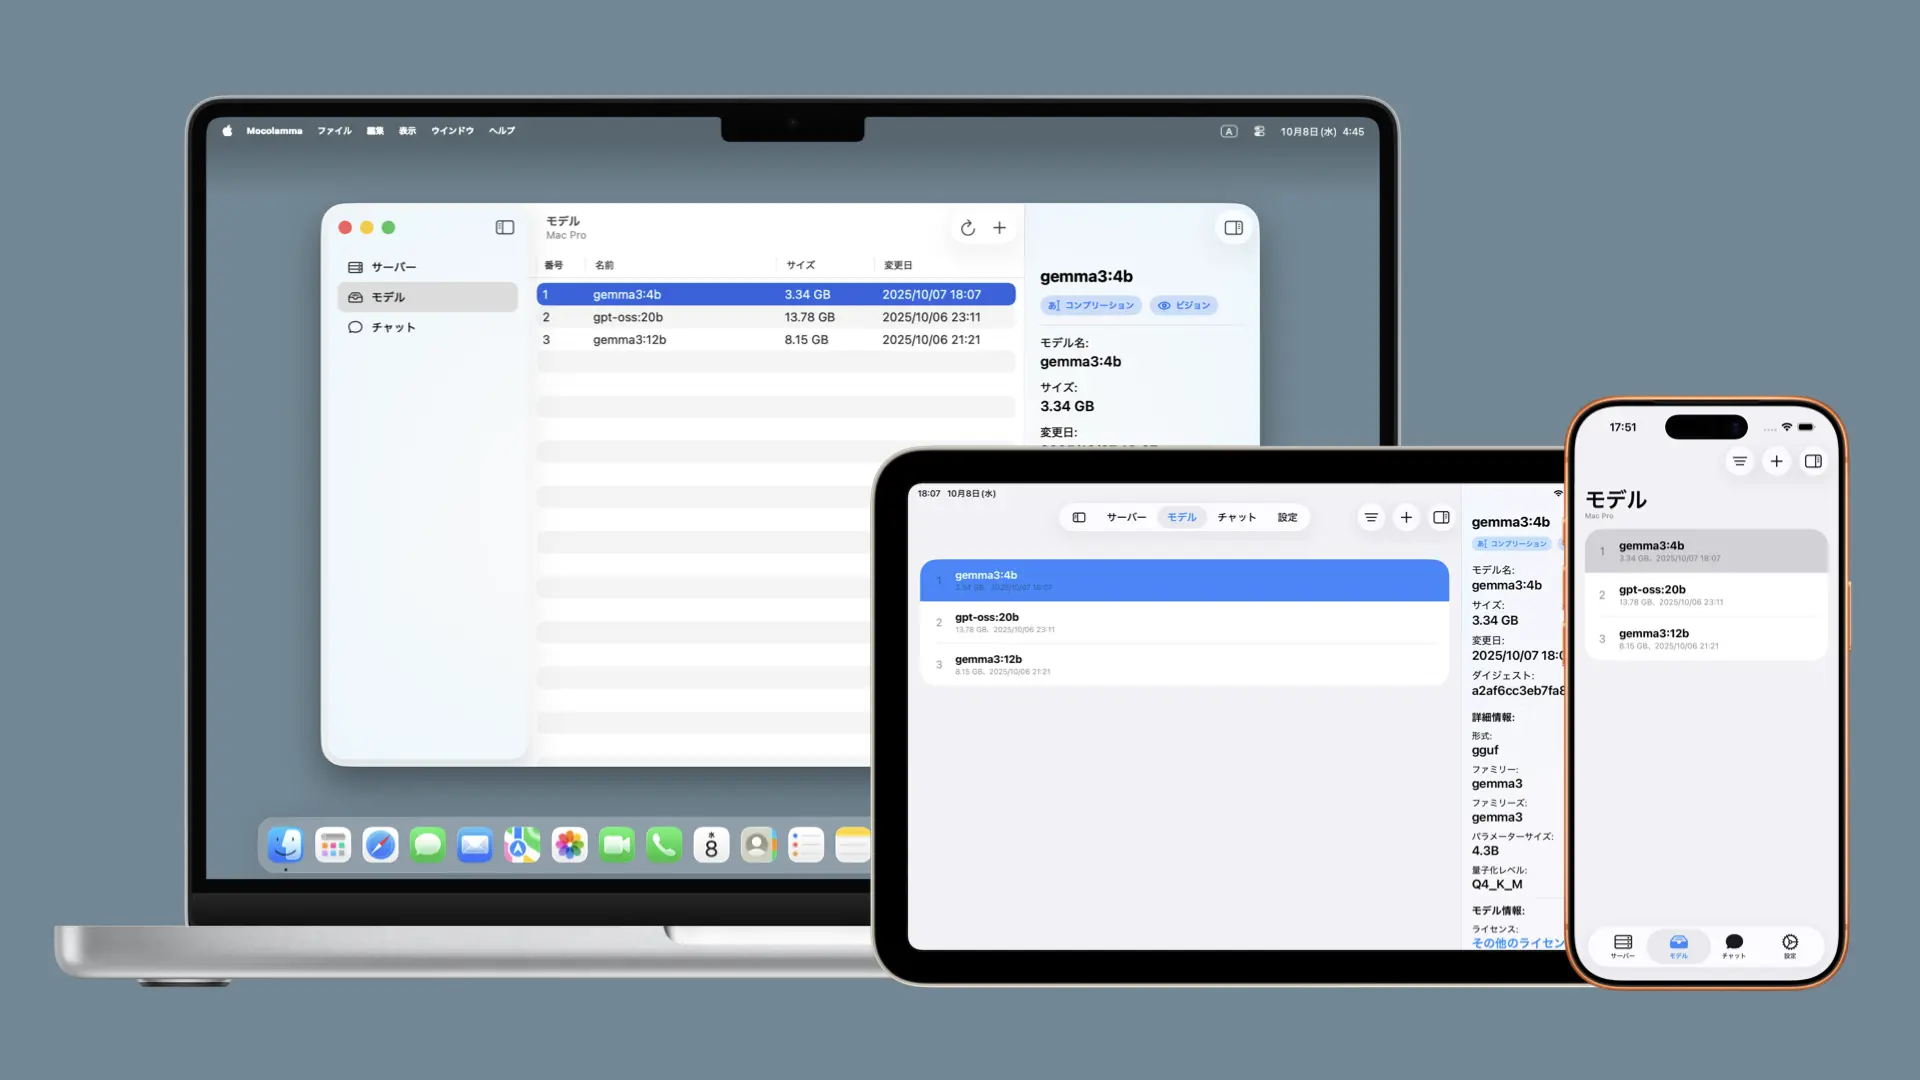 Mocolamma ファイル 編集 表示 ウインドウ ヘルプ
A 10月8日(水) 4:45
サーバー
モデル
チャット
モデル
Mac Pro
番号 名前 サイズ 変更日
1 gemma3:4b 3.34 GB 2025/10/07 18:07
2 gpt-oss:20b 13.78 GB 2025/10/06 23:11
3 gemma3:12b 8.15 GB 2025/10/06 21:21
gemma3:4b
あ コンプリーション ビジョン
モデル名:
gemma3:4b
サイズ:
3.34 GB
変更日:
水
8
18:07 10月8日(水)
サーバー モデル チャット 設定
1 gemma3:4b
3.34 GB、2025/10/07 18:07
2 gpt-oss:20b
13.78 GB、2025/10/06 23:11
3 gemma3:12b
8.15 GB、2025/10/06 21:21
gemma3:4b
あ コンプリーション
モデル名:
gemma3:4b
サイズ:
3.34 GB
変更日:
2025/10/07 18:0
ダイジェスト:
a2af6cc3eb7fa8
詳細情報:
形式:
gguf
ファミリー:
gemma3
ファミリーズ:
gemma3
パラメーターサイズ:
4.3B
量子化レベル:
Q4_K_M
モデル情報:
ライセンス:
その他のライセン
17:51
モデル
Mac Pro
1 gemma3:4b
3.34 GB、2025/10/07 18:07
2 gpt-oss:20b
13.78 GB、2025/10/06 23:11
3 gemma3:12b
8.15 GB、2025/10/06 21:21
サーバー モデル チャット 設定